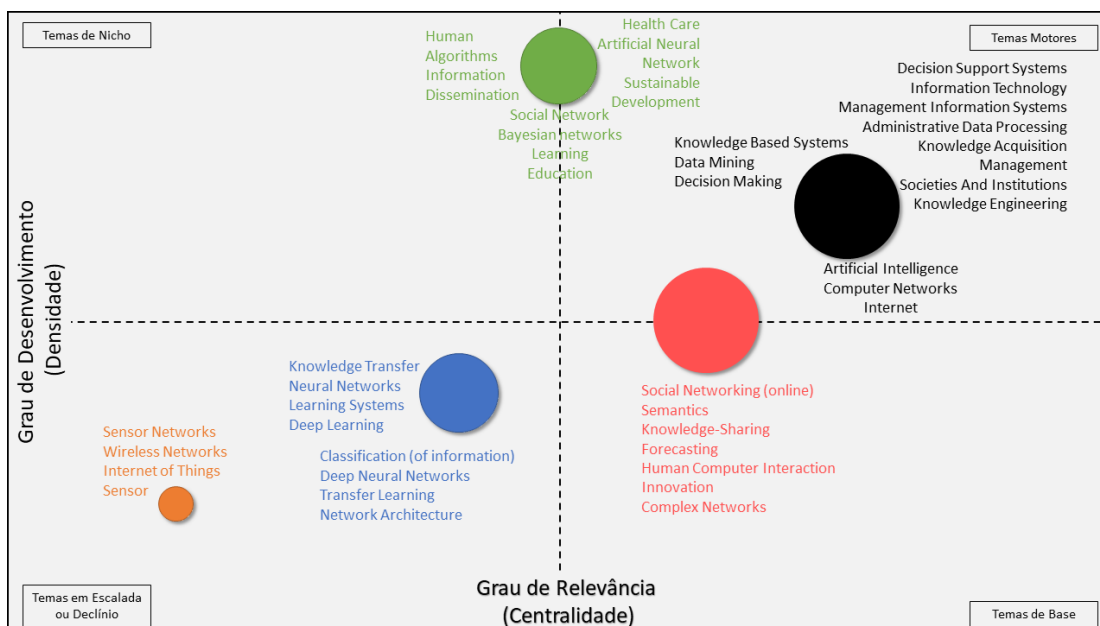 Temas de Nicho
Human
Algorithms
Information
Dissemination
Health Care
Artificial Neural
Network
Sustainable
Development
Social Network
Bayesian networks
Learning
Education
Temas Motores
Decision Support Systems
Information Technology
Management Information Systems
Administrative Data Processing
Knowledge Acquisition
Management
Societies And Institutions
Knowledge Engineering
Knowledge Based Systems
Data Mining
Decision Making
Artificial Intelligence
Computer Networks
Internet
Grau de Desenvolvimento
(Densidade)
Knowledge Transfer
Neural Networks
Learning Systems
Deep Learning
Classification (of information)
Deep Neural Networks
Transfer Learning
Network Architecture
Sensor Networks
Wireless Networks
Internet of Things
Sensor
Social Networking (online)
Semantics
Knowledge-Sharing
Forecasting
Human Computer Interaction
Innovation
Complex Networks
Temas em Escalada
ou Declínio
Grau de Relevância
(Centralidade)
Temas de Base